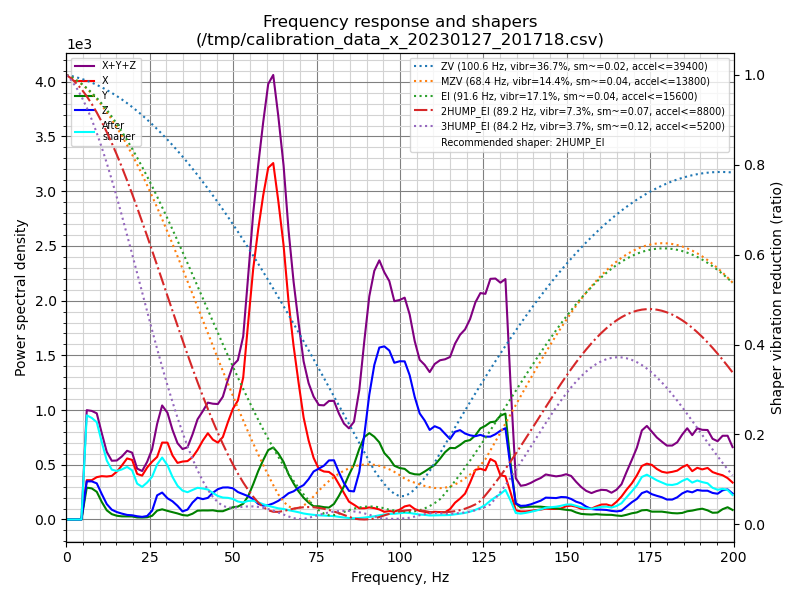 Frequency response and shapers
(/tmp/calibration_data_x_20230127_201718.csv)
1e3
X+Y+Z
X
Y
Z
After
shaper
ZV (100.6 Hz, vibr=36.7%, sm~=0.02, accel<=39400)
MZV (68.4 Hz, vibr=14.4%, sm~=0.04, accel<=13800)
EI (91.6 Hz, vibr=17.1%, sm~=0.04, accel<=15600)
2HUMP_EI (89.2 Hz, vibr=7.3%, sm~=0.07, accel<=8800)
3HUMP_EI (84.2 Hz, vibr=3.7%, sm~=0.12, accel<=5200)
Recommended shaper: 2HUMP_EI
Power spectral density
4.0
3.5
3.0
2.5
2.0
1.5
1.0
0.5
0.0
1.0
0.8
0.6
0.4
0.2
0.0
Shaper vibration reduction (ratio)
0 25 50 75 100 125 150 175 200
Frequency, Hz